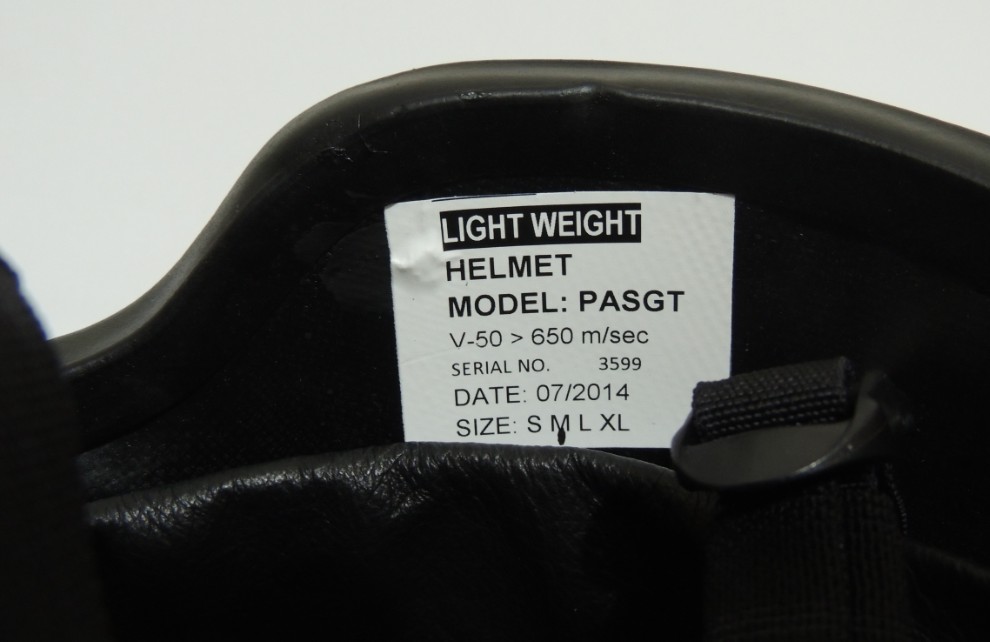 LIGHT WEIGHT
HELMET
MODEL: PASGT
V-50 > 650 m/sec
SERIAL NO. 3599
DATE: 07/2014
SIZE: S M L XL